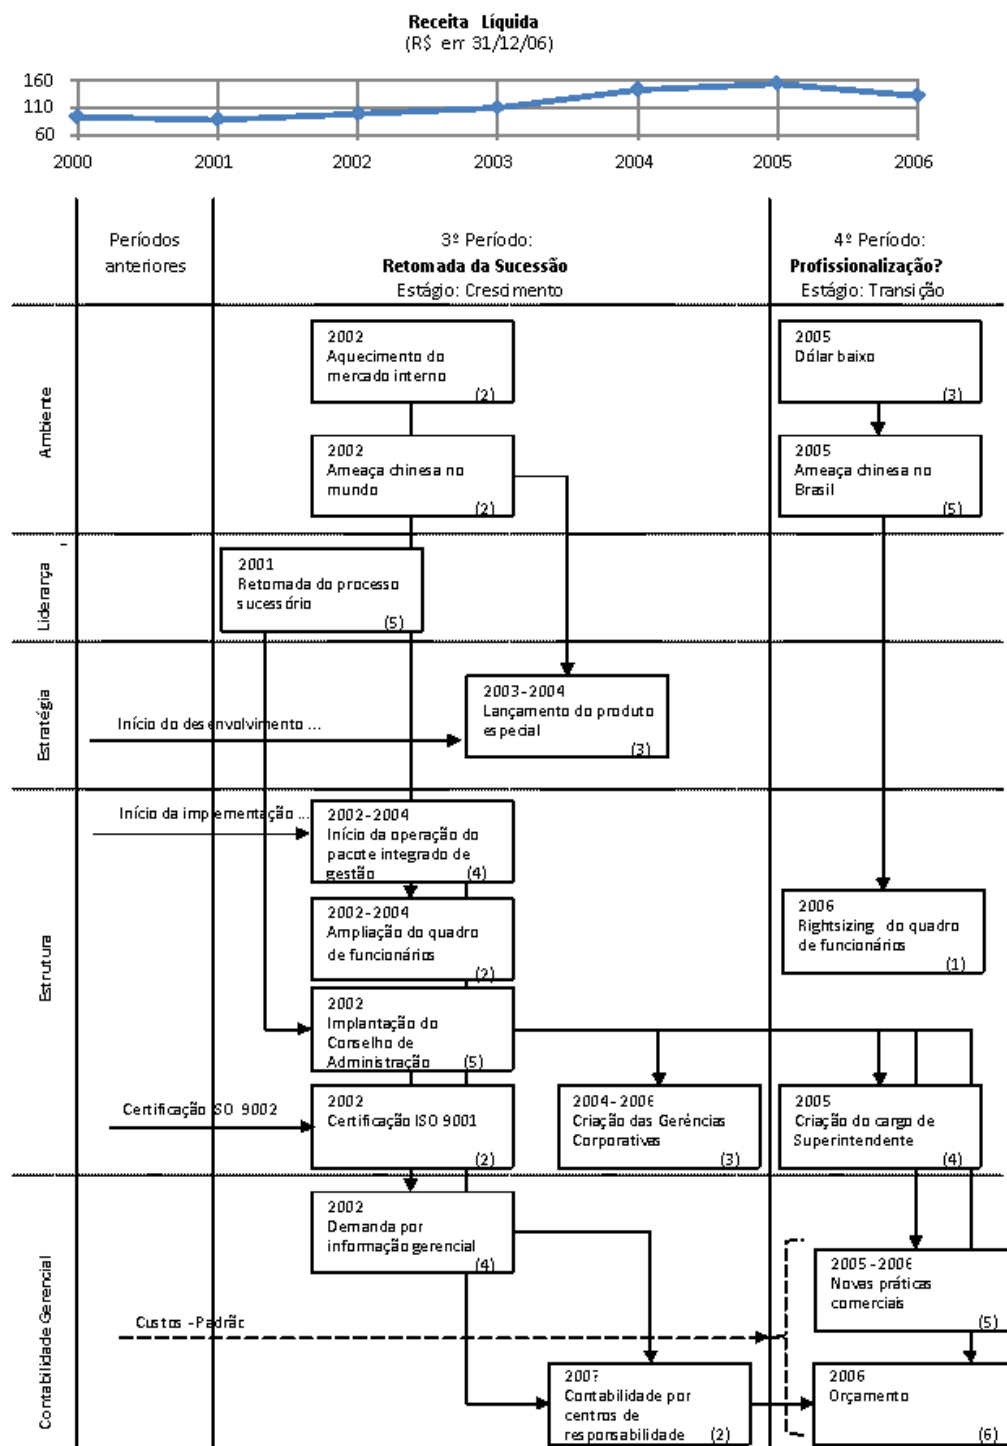 Receita Líquida
(R$ em 31/12/06)
160
110
60
2000 2001 2002 2003 2004 2005 2006
Períodos
anteriores
3º Período:
Retomada da Sucessão
Estágio: Crescimento
4º Período:
Profissionalização?
Estágio: Transição
Ambiente
2002
Aquecimento do
mercado interno
(2)
2005
Dólar baixo
(3)
2002
Ameaça chinesa no
mundo
(2)
2005
Ameaça chinesa no
Brasil
(5)
Liderança
2001
Retomada do processo
sucessório
(5)
Estratégia
Início do desenvolvimento ...
2003-2004
Lançamento do produto
especial
(3)
Estrutura
Início da implementação ...
2002-2004
Início da operação do
pacote integrado de
gestão
(4)
2002-2004
Ampliação do quadro
de funcionários
(2)
2006
Rightsizing do quadro
de funcionários
(1)
2002
Implantação do
Conselho de
Administração
(5)
Certificação ISO 9002
2002
Certificação ISO 9001
(2)
2004-2006
Criação das Gerências
Corporativas
(3)
2005
Criação do cargo de
Superintendente
(4)
Contabilidade Gerencial
2002
Demanda por
informação gerencial
(4)
2005-2006
Novas práticas
comerciais
(5)
Custos -Padrão
Contabilidade por
centros de
responsabilidade
(2)
2006
Orçamento
(6)